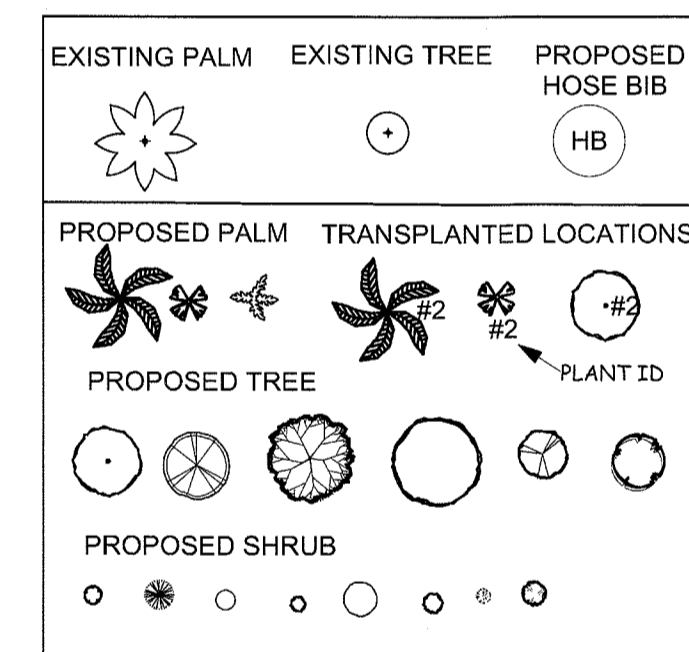 EXISTING PALM
EXISTING TREE
PROPOSED
HOSE BIB
HB
PROPOSED PALM
TRANSPLANTED LOCATIONS
#2
#2
#2
PLANT ID
PROPOSED TREE
PROPOSED SHRUB